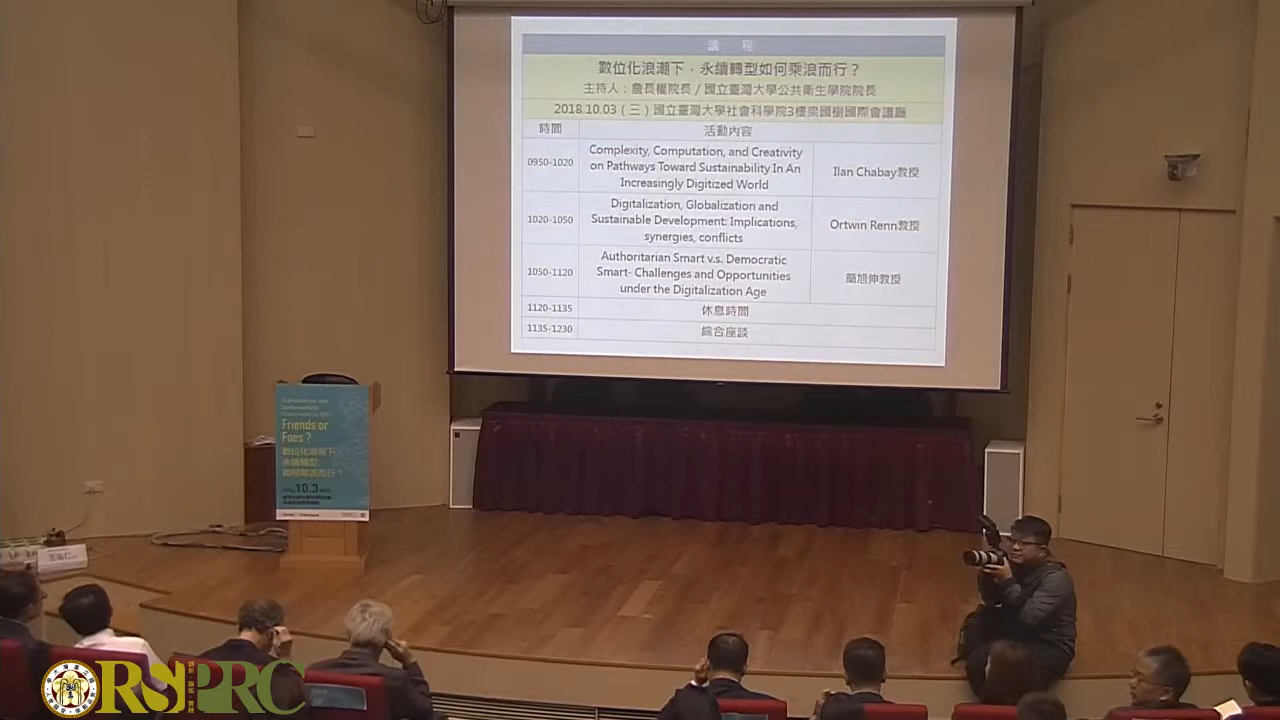 議 程
數位化浪潮下，永續轉型如何乘浪而行？
主持人：詹長權院長 / 國立臺灣大學公共衛生學院院長
2018.10.03（三）國立臺灣大學社會科學院3樓梁國樹國際會議廳
時間 活動內容
0950-1020 Complexity, Computation, and Creativity
on Pathways Toward Sustainability In An
Increasingly Digitized World
Ilan Chabay教授
1020-1050 Digitalization, Globalization and
Sustainable Development: Implications,
synergies, conflicts
Ortwin Renn教授
1050-1120 Authoritarian Smart v.s. Democratic
Smart- Challenges and Opportunities
under the Digitalization Age
簡旭伸教授
1120-1135 休息時間
1135-1230 綜合座談
Friends or
Foes ?
數位化浪潮下，
永續轉型
如何乘浪而行？
10.3
RSPRC